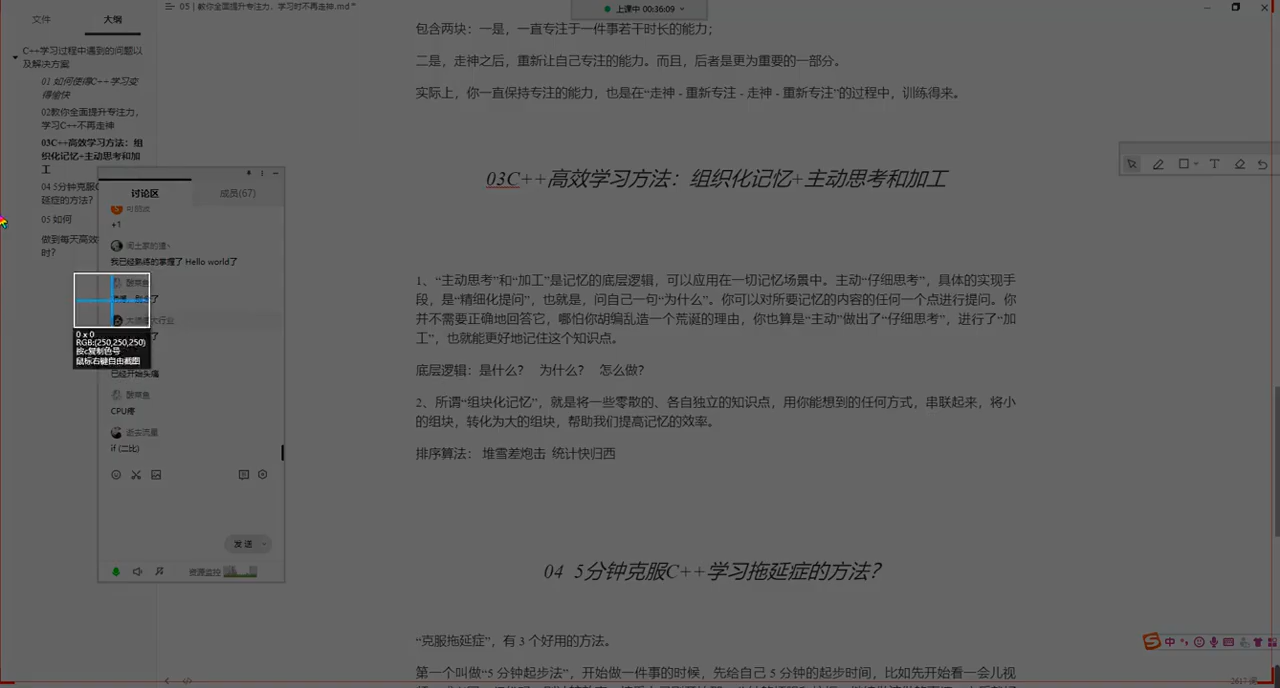 文件
大纲
05 | 教你全面提升专注力，学习时不再走神.md*
上课中 00:36:09
C++学习过程中遇到的问题以
及解决方案
01 如何使得C++学习变
得愉快
02教你全面提升专注力，
学习C++不再走神
03C++高效学习方法：组
织化记忆+主动思考和加
工
04 5分钟克服C
延症的方法？
05 如何
做到每天高效
时？
讨论区
成员(67)
+1
我已经熟练的掌握了 Hello world了
0 x 0
RGB:(250,250,250)
按c复制色号
鼠标右键自由截图
已经开始头痛
酸菜鱼
CPU疼
逝去流星
if (二比)
发送
资源监控
包含两块：一是，一直专注于一件事若干时长的能力；
二是，走神之后，重新让自己专注的能力。而且，后者是更为重要的一部分。
实际上，你一直保持专注的能力，也是在“走神 - 重新专注 - 走神 - 重新专注”的过程中，训练得来。
03C++高效学习方法：组织化记忆+主动思考和加工
1、“主动思考”和“加工”是记忆的底层逻辑，可以应用在一切记忆场景中。主动“仔细思考”，具体的实现手
段，是“精细化提问”，也就是，问自己一句“为什么”。你可以对所要记忆的内容的任何一个点进行提问。你
并不需要正确地回答它，哪怕你胡编乱造一个荒诞的理由，你也算是“主动”做出了“仔细思考”，进行了“加
工”，也就能更好地记住这个知识点。
底层逻辑：是什么？ 为什么？ 怎么做？
2、所谓“组块化记忆”，就是将一些零散的、各自独立的知识点，用你能想到的任何方式，串联起来，将小
的组块，转化为大的组块，帮助我们提高记忆的效率。
排序算法： 堆雪差炮击 统计快归西
04 5分钟克服C++学习拖延症的方法？
“克服拖延症”，有 3 个好用的方法。
第一个叫做“5 分钟起步法”，开始做一件事的时候，先给自己 5 分钟的起步时间，比如先开始看一会儿视
中
2617 词